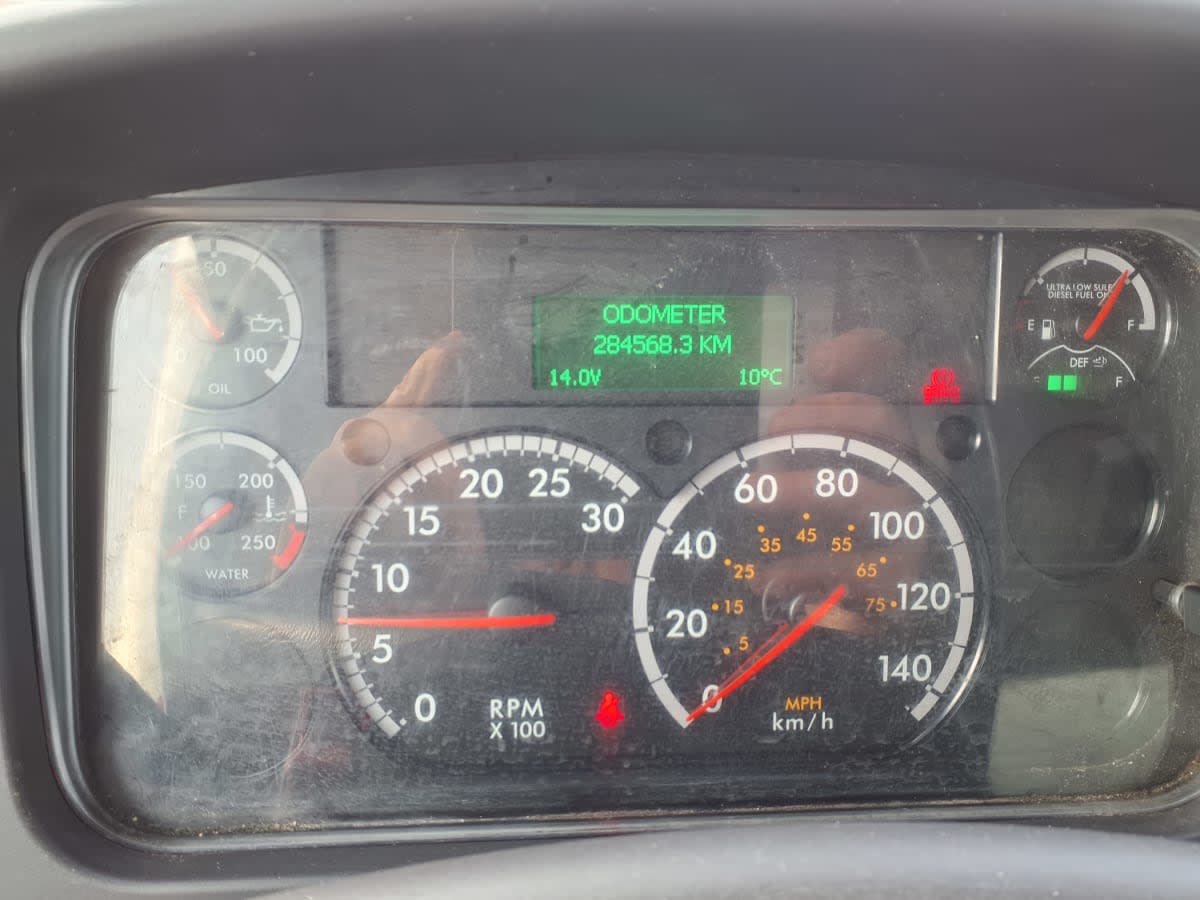 50
0
100
OIL
ODOMETER
284568.3 KM
14.0V
10°C
ULTRA LOW SULF
DIESEL FUEL ONLY
E
F
DEF
F
150
200
F
250
WATER
0
5
10
15
20
25
30
RPM
X 100
0
20
40
60
80
100
120
140
5
15
25
35
45
55
65
75
MPH
km/h